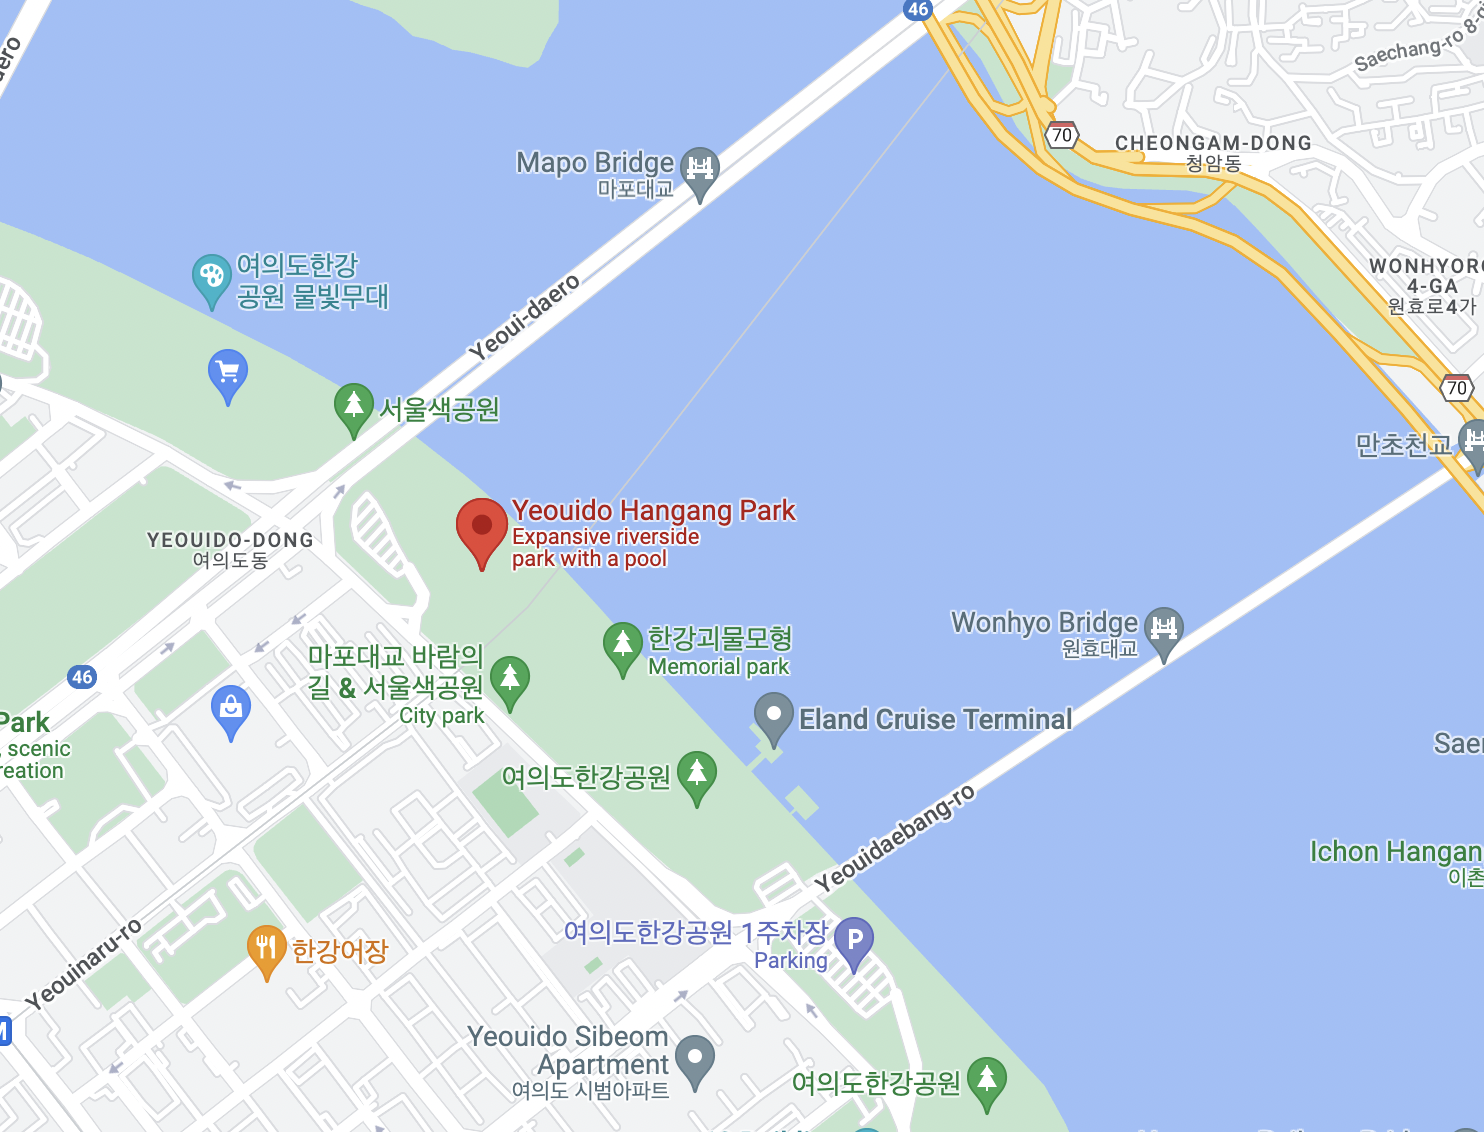 46
aero
Saechang-ro 8-g
70
CHEONGAM-DONG
청암동
Mapo Bridge
마포대교
여의도한강
공원 물빛무대
Yeoui-daero
WONHYORO
4-GA
원효로4가
70
서울색공원
만초천교
Yeouido Hangang Park
Expansive riverside
park with a pool
YEOUIDO-DONG
여의도동
Wonhyo Bridge
원효대교
한강괴물모형
Memorial park
마포대교 바람의
길 & 서울색공원
City park
46
Park
, scenic
reation
Eland Cruise Terminal
Saer
여의도한강공원
Yeouidaebang-ro
Ichon Hangan
이촌
여의도한강공원 1주차장
Parking
P
한강어장
Yeouinaru-ro
Yeouido Sibeom
Apartment
여의도 시범아파트
여의도한강공원